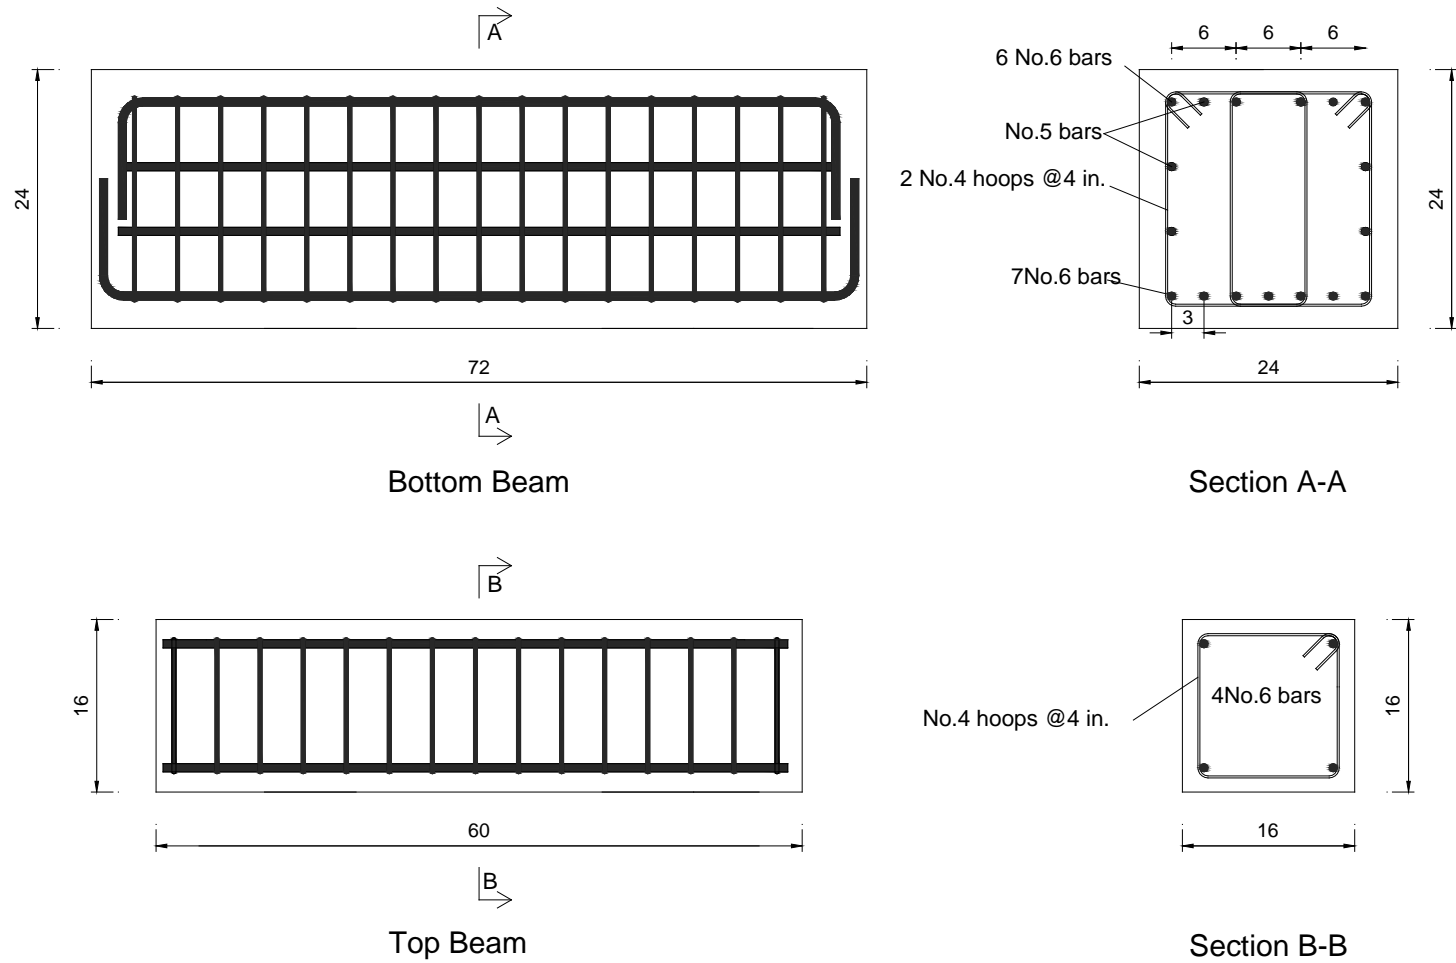 A
24
72
A
Bottom Beam
6 6 6
6 No.6 bars
No.5 bars
2 No.4 hoops @4 in.
7No.6 bars
3
24
24
Section A-A
B
16
60
B
Top Beam
No.4 hoops @4 in.
4No.6 bars
16
16
Section B-B